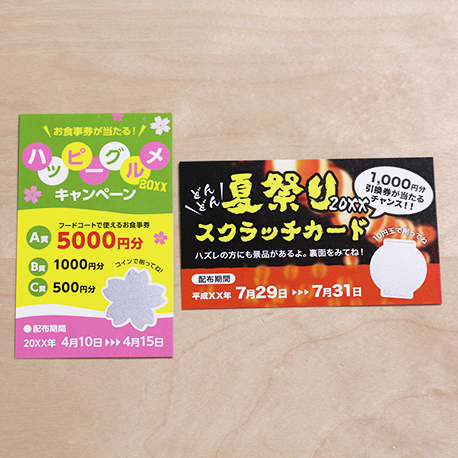 お食事券が当たる!
ハッピーグルメ
20XX
キャンペーン
フードコートで使えるお食事券
A賞 5000円分
B賞 1000円分
C賞 500円分
コインで削ってね!
●配布期間
20XX年 4月10日▷▷▷4月15日
どんどん
夏祭り20XX
スクラッチカード
1,000円分
引換券が当たる
チャンス!!
ハズレの方にも景品があるよ。裏面をみてね!
10円玉で削ってね
配布期間
平成XX年 7月29日▷▷▷7月31日